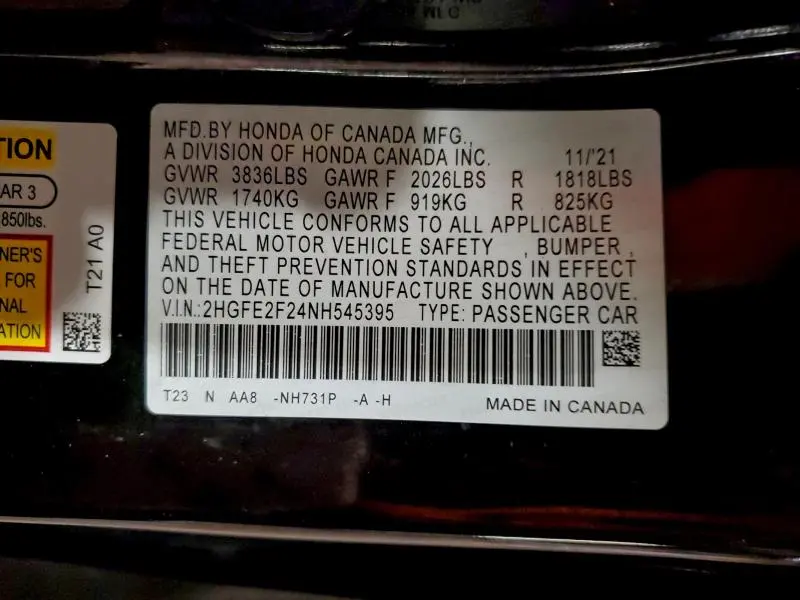 TION
AR 3
850lbs.
NER'S
FOR
NAL
ATION
T21 A0
MFD.BY HONDA OF CANADA MFG.,
A DIVISION OF HONDA CANADA INC. 11/'21
GVWR 3836LBS GAWR F 2026LBS R 1818LBS
GVWR 1740KG GAWR F 919KG R 825KG
THIS VEHICLE CONFORMS TO ALL APPLICABLE
FEDERAL MOTOR VEHICLE SAFETY , BUMPER ,
AND THEFT PREVENTION STANDARDS IN EFFECT
ON THE DATE OF MANUFACTURE SHOWN ABOVE.
V.I.N.:2HGFE2F24NH545395 TYPE: PASSENGER CAR
T23 N AA8 -NH731P -A -H MADE IN CANADA